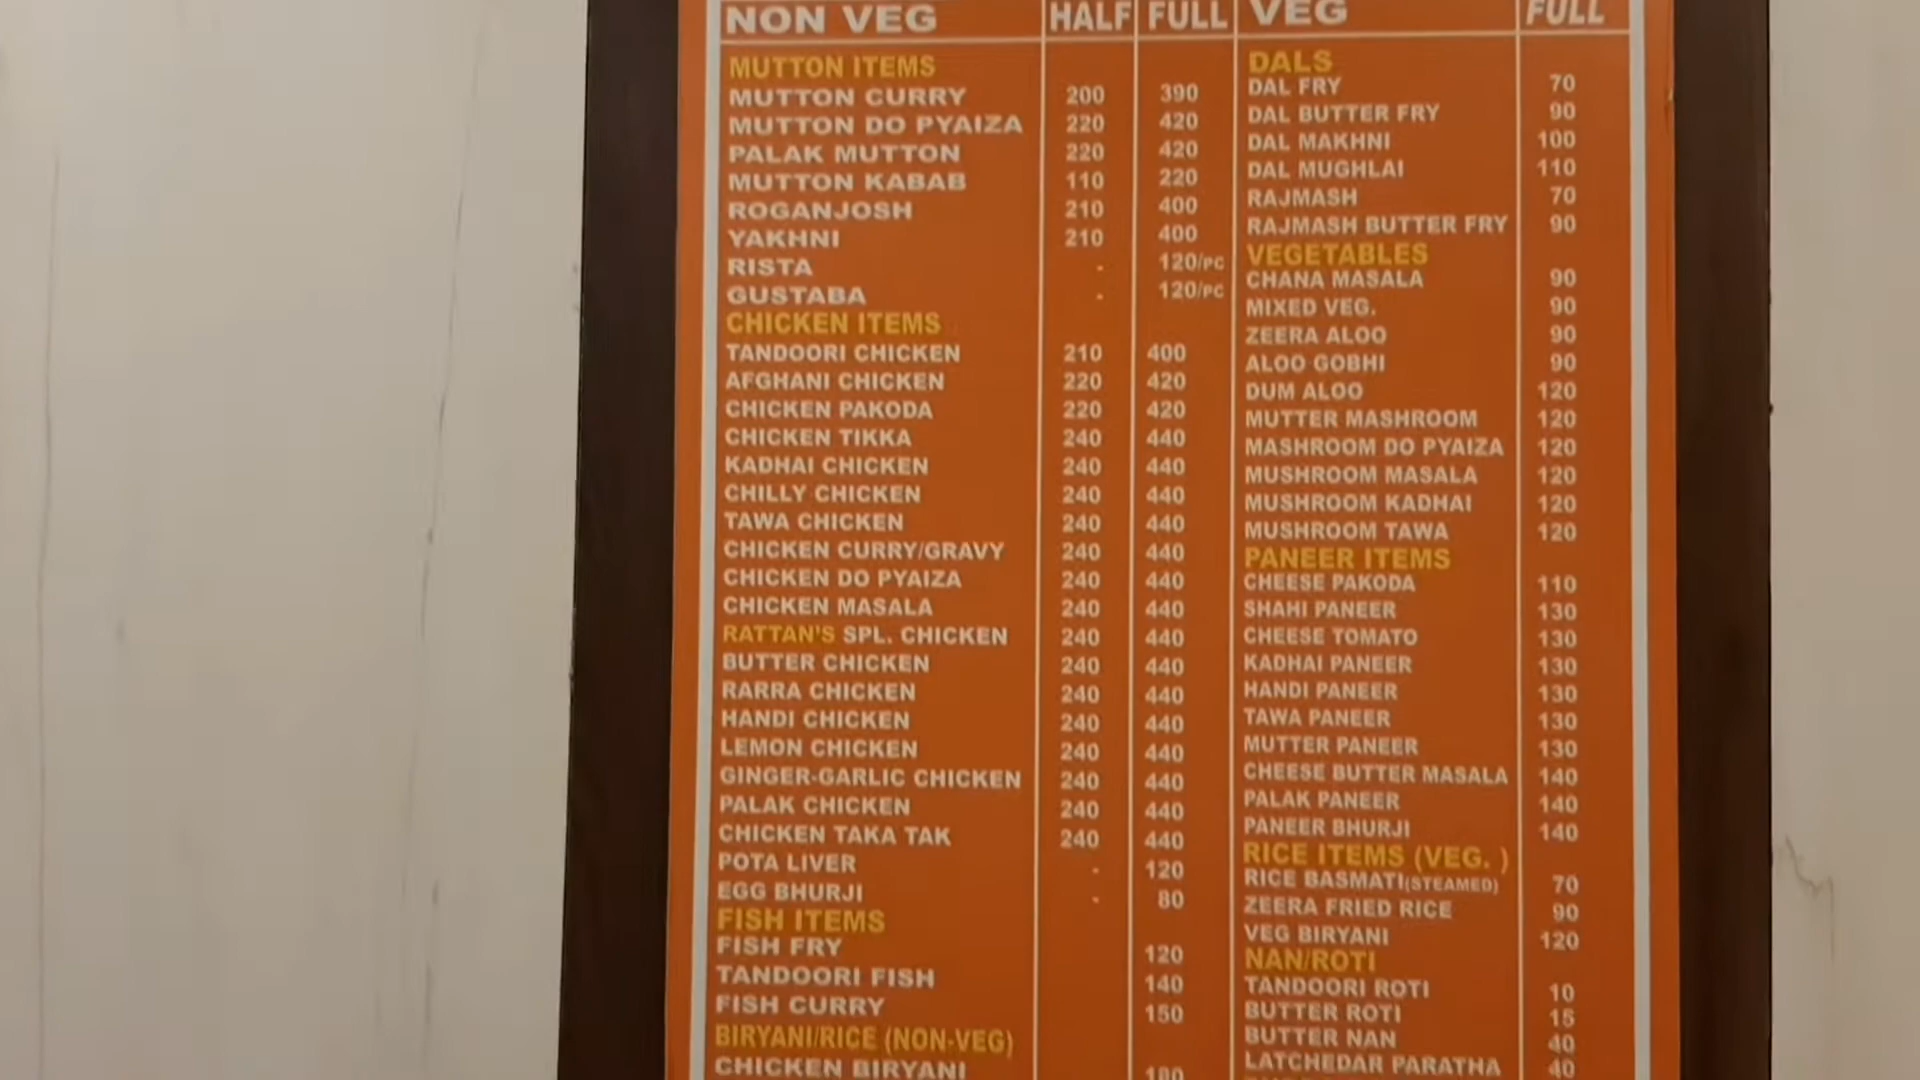 NON VEG HALF FULL
MUTTON ITEMS
MUTTON CURRY 200 390
MUTTON DO PYAIZA 220 420
PALAK MUTTON 220 420
MUTTON KABAB 110 220
ROGANJOSH 210 400
YAKHNI 210 400
RISTA - 120/PC
GUSTABA - 120/PC
CHICKEN ITEMS
TANDOORI CHICKEN 210 400
AFGHANI CHICKEN 220 420
CHICKEN PAKODA 220 420
CHICKEN TIKKA 240 440
KADHAI CHICKEN 240 440
CHILLY CHICKEN 240 440
TAWA CHICKEN 240 440
CHICKEN CURRY/GRAVY 240 440
CHICKEN DO PYAIZA 240 440
CHICKEN MASALA 240 440
RATTAN'S SPL. CHICKEN 240 440
BUTTER CHICKEN 240 440
RARRA CHICKEN 240 440
HANDI CHICKEN 240 440
LEMON CHICKEN 240 440
GINGER-GARLIC CHICKEN 240 440
PALAK CHICKEN 240 440
CHICKEN TAKA TAK 240 440
POTA LIVER - 120
EGG BHURJI - 80
FISH ITEMS
FISH FRY 120
TANDOORI FISH 140
FISH CURRY 150
BIRYANI/RICE (NON-VEG)
CHICKEN BIRYANI 180
VEG FULL
DALS
DAL FRY 70
DAL BUTTER FRY 90
DAL MAKHNI 100
DAL MUGHLAI 110
RAJMASH 70
RAJMASH BUTTER FRY 90
VEGETABLES
CHANA MASALA 90
MIXED VEG. 90
ZEERA ALOO 90
ALOO GOBHI 90
DUM ALOO 120
MUTTER MASHROOM 120
MASHROOM DO PYAIZA 120
MUSHROOM MASALA 120
MUSHROOM KADHAI 120
MUSHROOM TAWA 120
PANEER ITEMS
CHEESE PAKODA 110
SHAHI PANEER 130
CHEESE TOMATO 130
KADHAI PANEER 130
HANDI PANEER 130
TAWA PANEER 130
MUTTER PANEER 130
CHEESE BUTTER MASALA 140
PALAK PANEER 140
PANEER BHURJI 140
RICE ITEMS (VEG. )
RICE BASMATI(STEAMED) 70
ZEERA FRIED RICE 90
VEG BIRYANI 120
NAN/ROTI
TANDOORI ROTI 10
BUTTER ROTI 15
BUTTER NAN 40
LATCHEDAR PARATHA 40